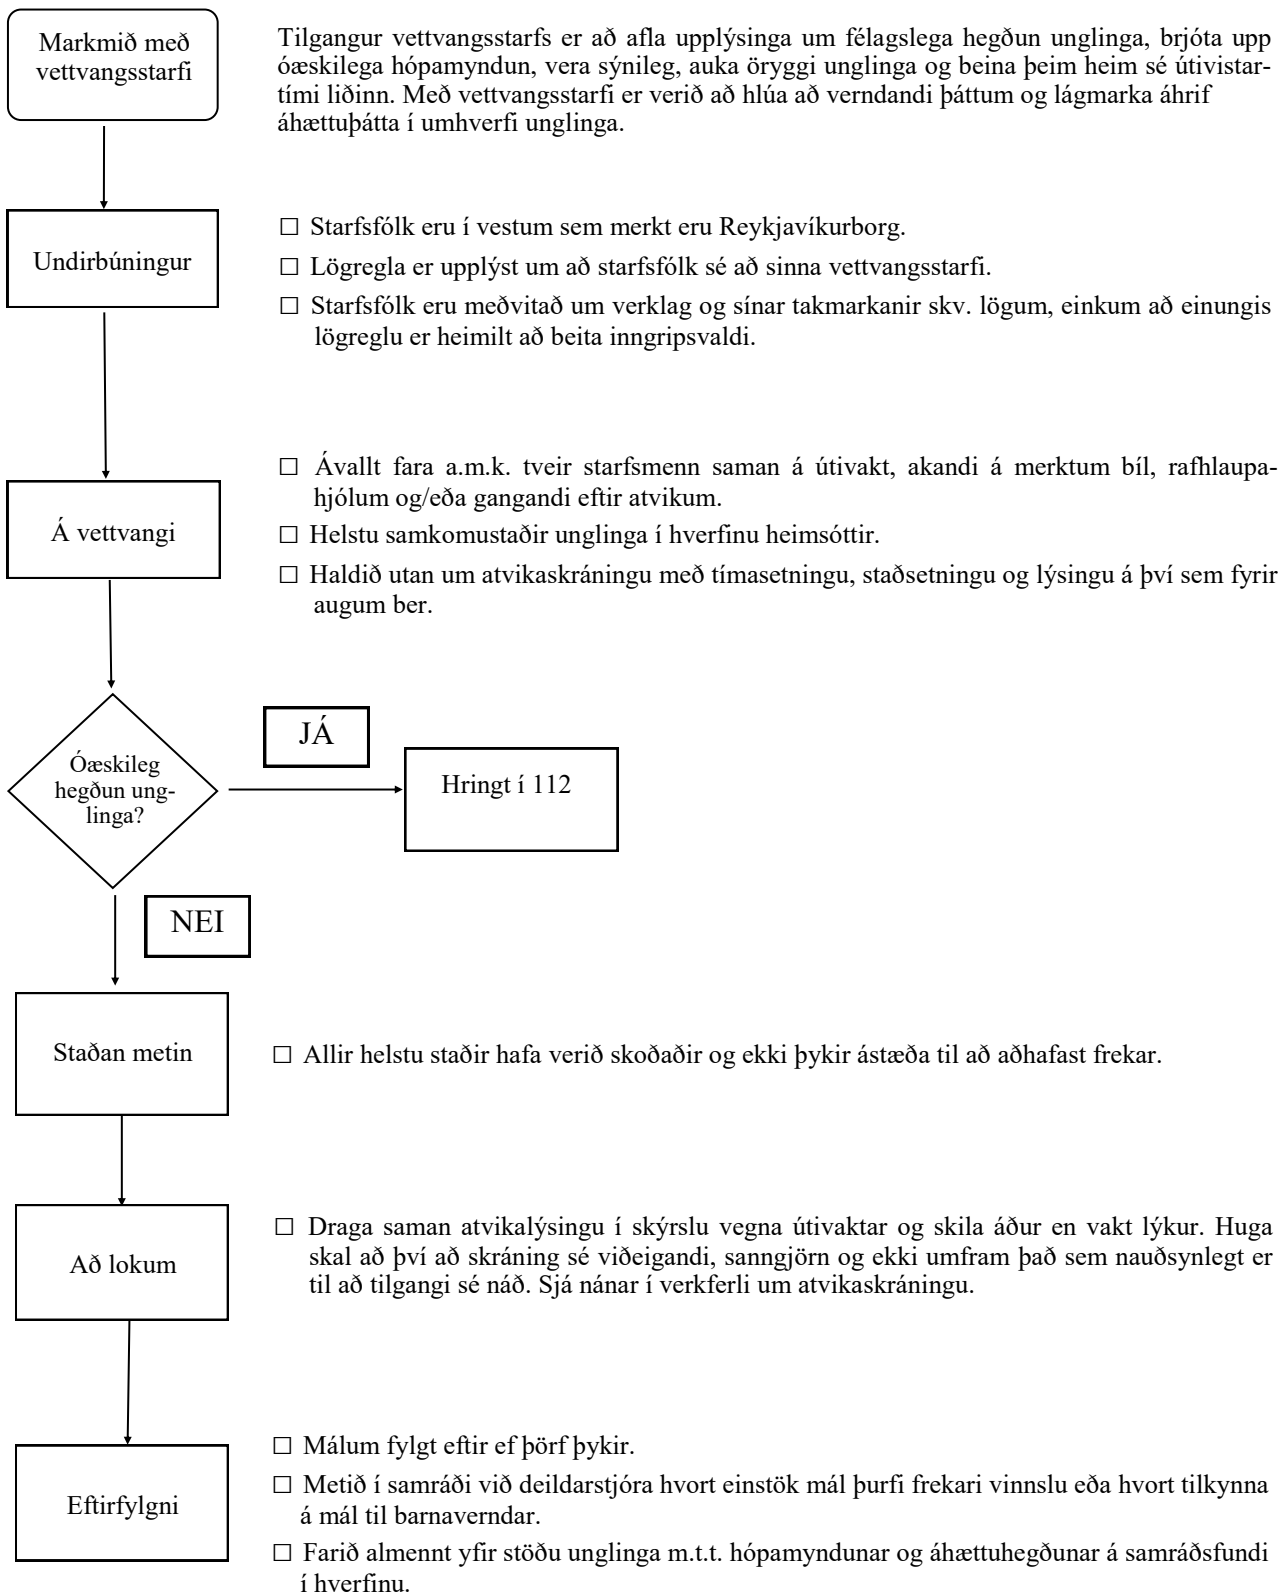 Markmið með
vettvangsstarfi
Tilgangur vettvangsstarfs er að afla upplýsinga um félagslega hegðun unglinga, brjóta upp
óæskilega hópamyndun, vera sýnileg, auka öryggi unglinga og beina þeim heim sé útivistar-
tími liðinn. Með vettvangsstarfi er verið að hlúa að verndandi þáttum og lágmarka áhrif
áhættuþátta í umhverfi unglinga.
Undirbúningur
☐ Starfsfólk eru í vestum sem merkt eru Reykjavíkurborg.
☐ Lögregla er upplýst um að starfsfólk sé að sinna vettvangsstarfi.
☐ Starfsfólk eru meðvitað um verklag og sínar takmarkanir skv. lögum, einkum að einungis
lögreglu er heimilt að beita inngripsvaldi.
Á vettvangi
☐ Ávallt fara a.m.k. tveir starfsmenn saman á útivakt, akandi á merktum bíl, rafhlaupa-
hjólum og/eða gangandi eftir atvikum.
☐ Helstu samkomustaðir unglinga í hverfinu heimsóttir.
☐ Haldið utan um atvikaskráningu með tímasetningu, staðsetningu og lýsingu á því sem fyrir
augum ber.
Óæskileg
hegðun ung-
linga?
JÁ
Hringt í 112
NEI
Staðan metin
☐ Allir helstu staðir hafa verið skoðaðir og ekki þykir ástæða til að aðhafast frekar.
Að lokum
☐ Draga saman atvikalýsingu í skýrslu vegna útivaktar og skila áður en vakt lýkur. Huga
skal að því að skráning sé viðeigandi, sanngjörn og ekki umfram það sem nauðsynlegt er
til að tilgangi sé náð. Sjá nánar í verkferli um atvikaskráningu.
Eftirfylgni
☐ Málum fylgt eftir ef þörf þykir.
☐ Metið í samráði við deildarstjóra hvort einstök mál þurfi frekari vinnslu eða hvort tilkynna
á mál til barnaverndar.
☐ Farið almennt yfir stöðu unglinga m.t.t. hópamyndunar og áhættuhegðunar á samráðsfundi
í hverfinu.